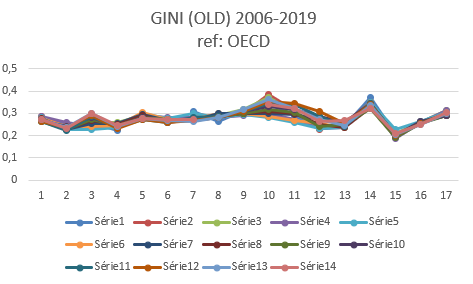 GINI (OLD) 2006-2019
ref: OECD
0,5
0,4
0,3
0,2
0,1
0
1 2 3 4 5 6 7 8 9 10 11 12 13 14 15 16 17
Série1 Série2 Série3 Série4 Série5
Série6 Série7 Série8 Série9 Série10
Série11 Série12 Série13 Série14